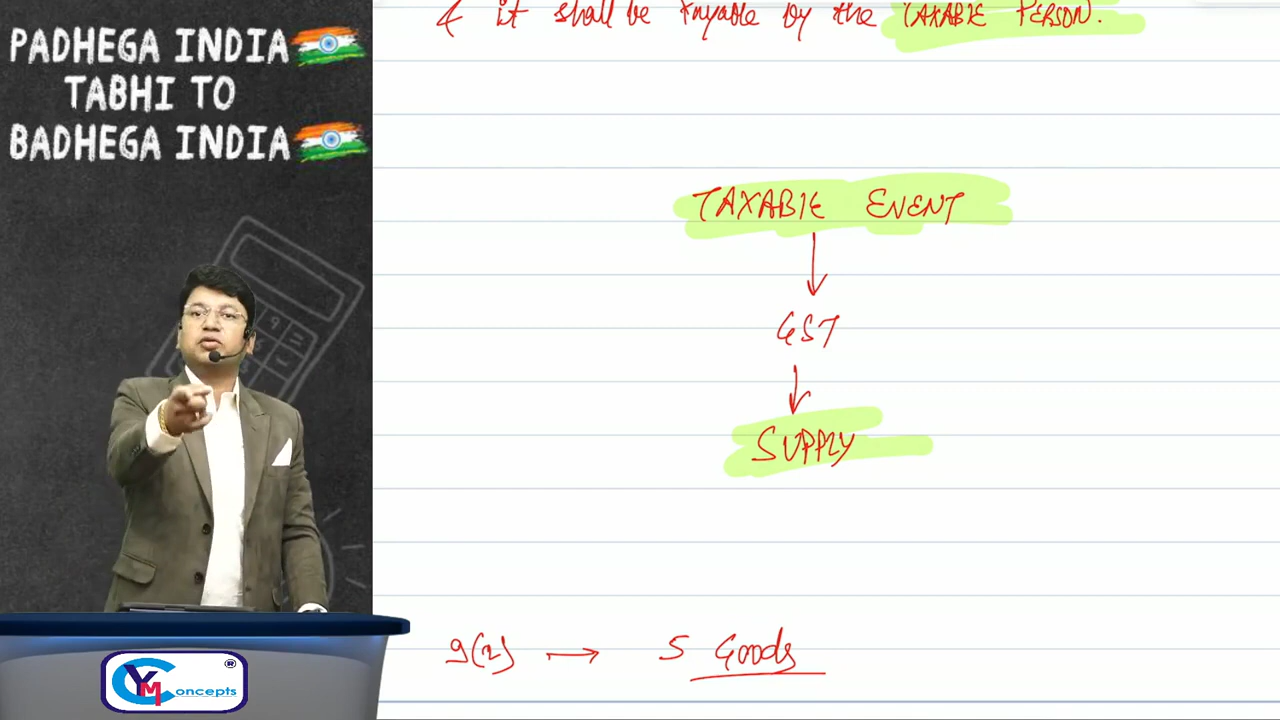 PADHEGA INDIA
TABHI TO
BADHEGA INDIA
& it shall be payable by the TAXABLE PERSON.
TAXABLE EVENT
GST
SUPPLY
9(2) → 5 Goods
CYM Concepts ®